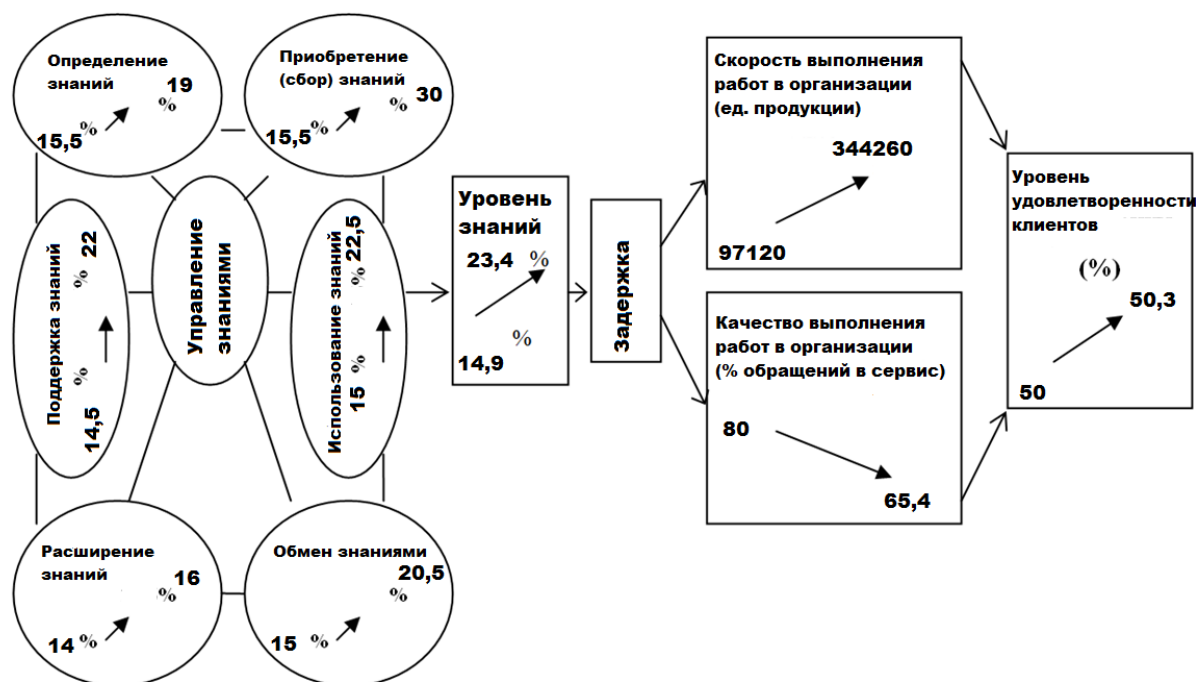 Определение
знаний
19
%
15,5
%
Приобретение
(сбор) знаний
30
%
15,5
%
Поддержка знаний
14,5
%
%
22
Управление
знаниями
Использование знаний
15
%
%
22,5
Расширение
знаний
16
%
14
%
Обмен знаниями
20,5
%
15
%
Уровень
знаний
23,4 %
%
14,9
Задержка
Скорость выполнения
работ в организации
(ед. продукции)
344260
97120
Качество выполнения
работ в организации
(% обращений в сервис)
80
65,4
Уровень
удовлетворенности
клиентов
(%)
50,3
50